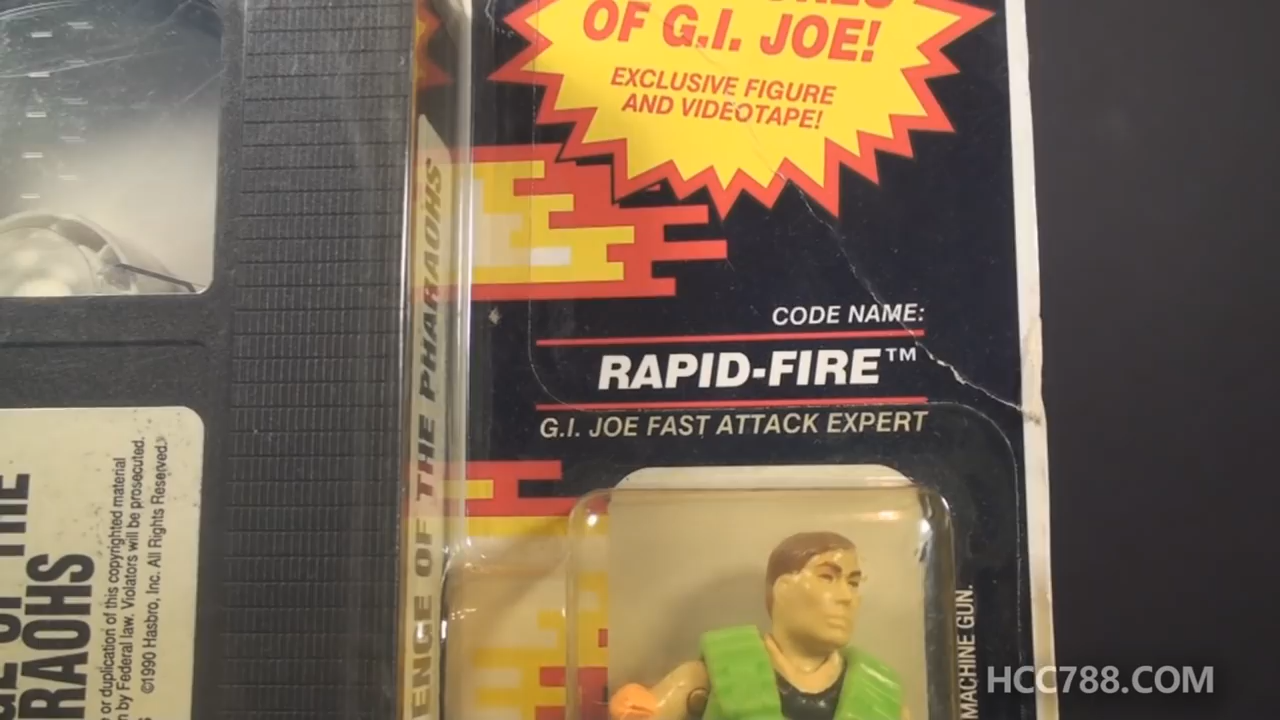 OF G.I. JOE!
EXCLUSIVE FIGURE
AND VIDEOTAPE!
CODE NAME:
RAPID-FIRE™
G.I. JOE FAST ATTACK EXPERT
OF THE PHARAOHS
THE
or duplication of this copyrighted material
by Federal law. Violators will be prosecuted.
©1990 Hasbro, Inc. All Rights Reserved.
MACHINE GUN.
HCC788.COM